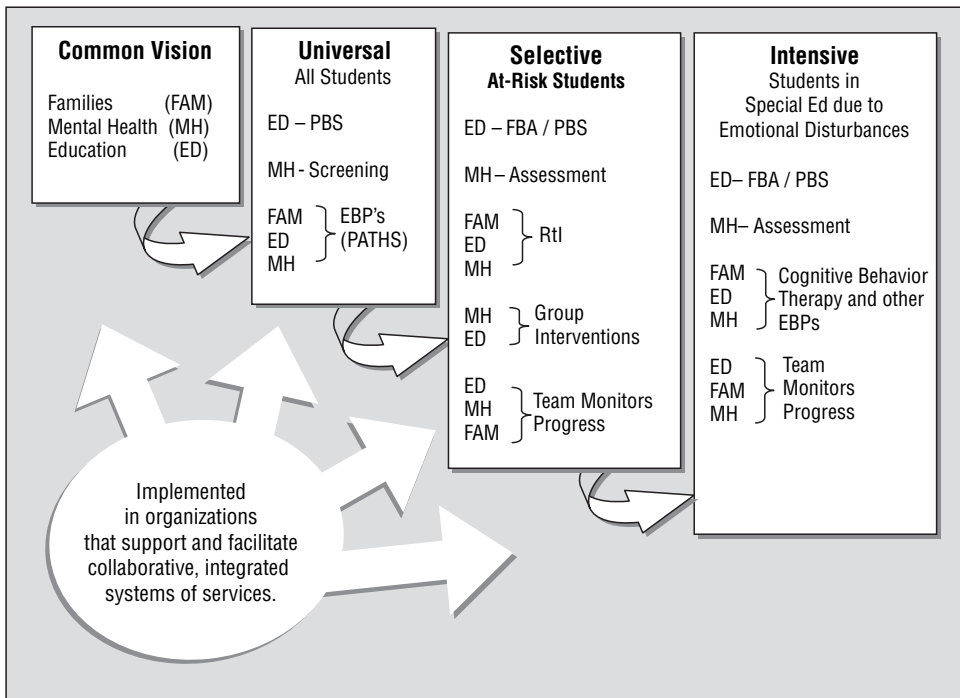 Common Vision
Families (FAM)
Mental Health (MH)
Education (ED)
Universal
All Students
ED – PBS
MH - Screening
FAM
ED
MH
EBP's
(PATHS)
Selective
At-Risk Students
ED – FBA / PBS
MH – Assessment
FAM
ED
MH
RtI
MH
ED
Group
Interventions
ED
MH
FAM
Team Monitors
Progress
Intensive
Students in
Special Ed due to
Emotional Disturbances
ED– FBA / PBS
MH– Assessment
FAM
ED
MH
Cognitive Behavior
Therapy and other
EBPs
ED
FAM
MH
Team
Monitors
Progress
Implemented
in organizations
that support and facilitate
collaborative, integrated
systems of services.